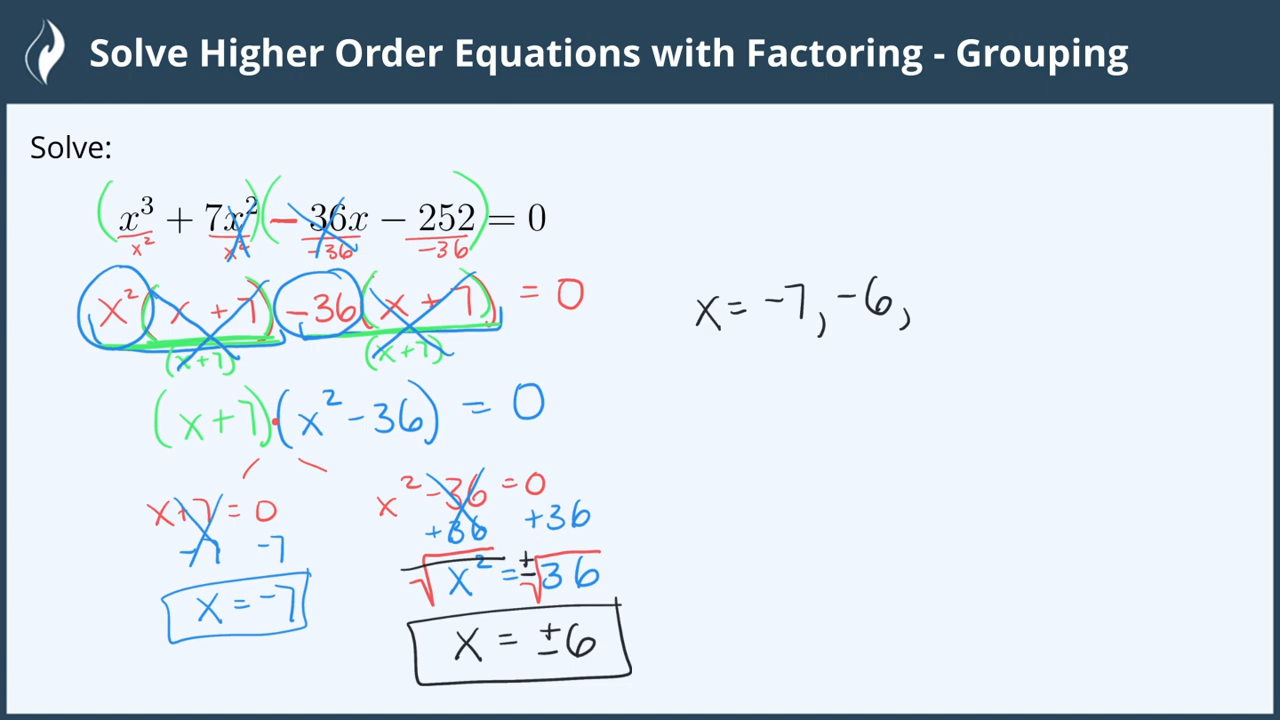 Solve Higher Order Equations with Factoring - Grouping
Solve:
(x³ + 7x²)(− 36x − 252) = 0
x² x² −36 −36
x²(x + 7) −36(x + 7) = 0
(x+7) (x+7)
(x+7)·(x²−36) = 0
x+7 = 0
−7 −7
x = −7
x²−36 = 0
+36 +36
√x² = ±√36
x = ±6
x = −7, −6,